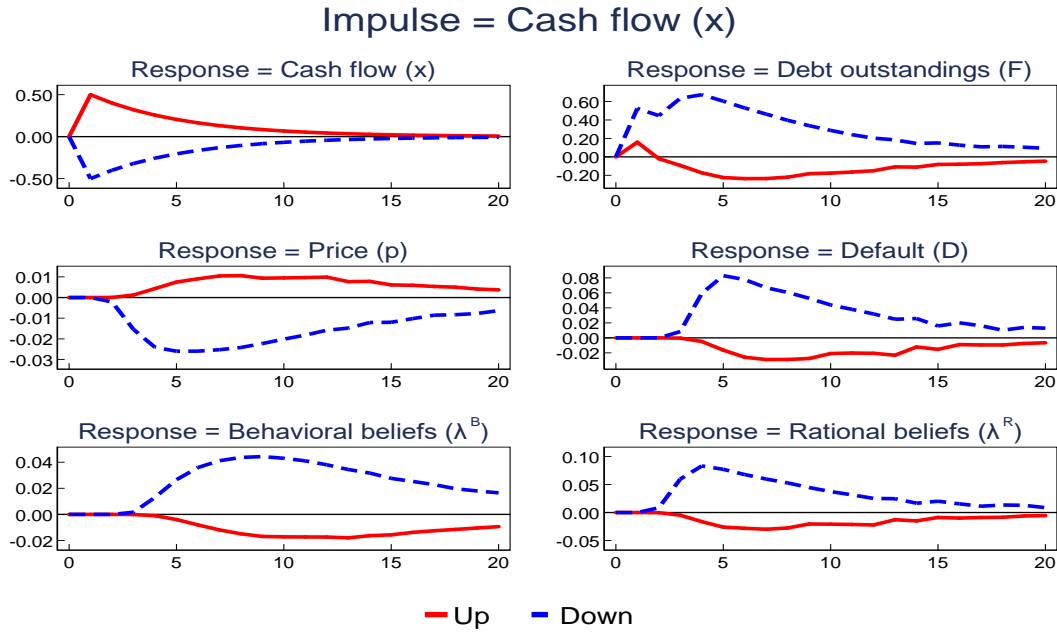 Impulse = Cash flow (x)
Response = Cash flow (x)
0.50
0.00
-0.50
0 5 10 15 20
Response = Debt outstandings (F)
0.60
0.40
0.20
0.00
-0.20
0 5 10 15 20
Response = Price (p)
0.01
0.00
-0.01
-0.02
-0.03
0 5 10 15 20
Response = Default (D)
0.08
0.06
0.04
0.02
0.00
-0.02
0 5 10 15 20
Response = Behavioral beliefs (λ^B)
0.04
0.02
0.00
-0.02
0 5 10 15 20
Response = Rational beliefs (λ^R)
0.10
0.05
0.00
-0.05
0 5 10 15 20
Up Down